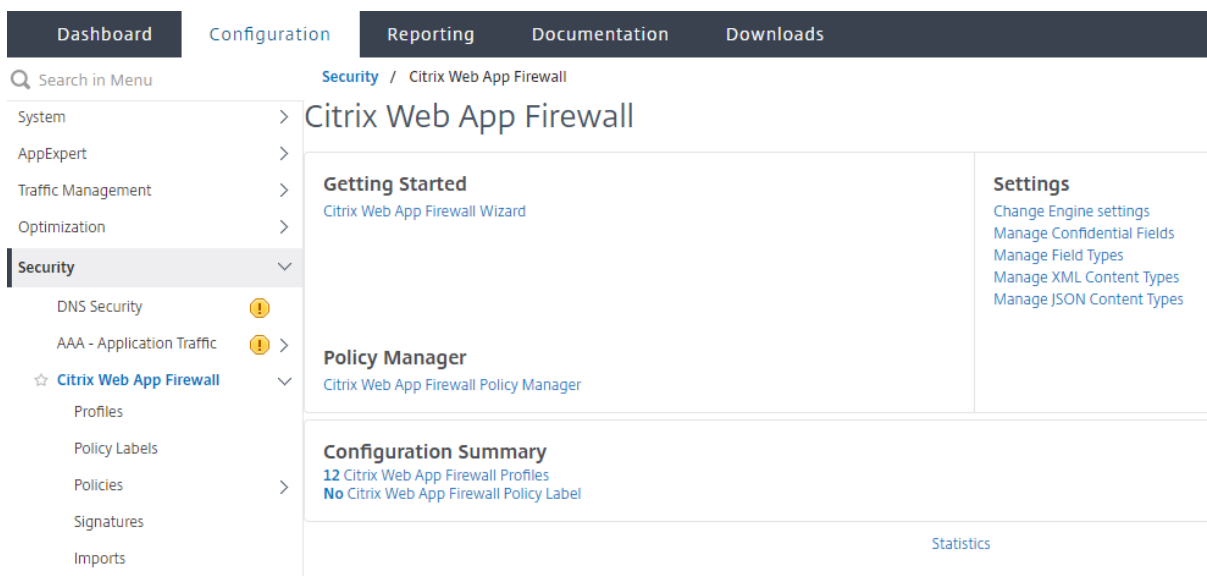 Dashboard Configuration Reporting Documentation Downloads
Search in Menu
System
AppExpert
Traffic Management
Optimization
Security
DNS Security
AAA - Application Traffic
Citrix Web App Firewall
Profiles
Policy Labels
Policies
Signatures
Imports
Security / Citrix Web App Firewall
Citrix Web App Firewall
Getting Started
Citrix Web App Firewall Wizard
Policy Manager
Citrix Web App Firewall Policy Manager
Settings
Change Engine settings
Manage Confidential Fields
Manage Field Types
Manage XML Content Types
Manage JSON Content Types
Configuration Summary
12 Citrix Web App Firewall Profiles
No Citrix Web App Firewall Policy Label
Statistics